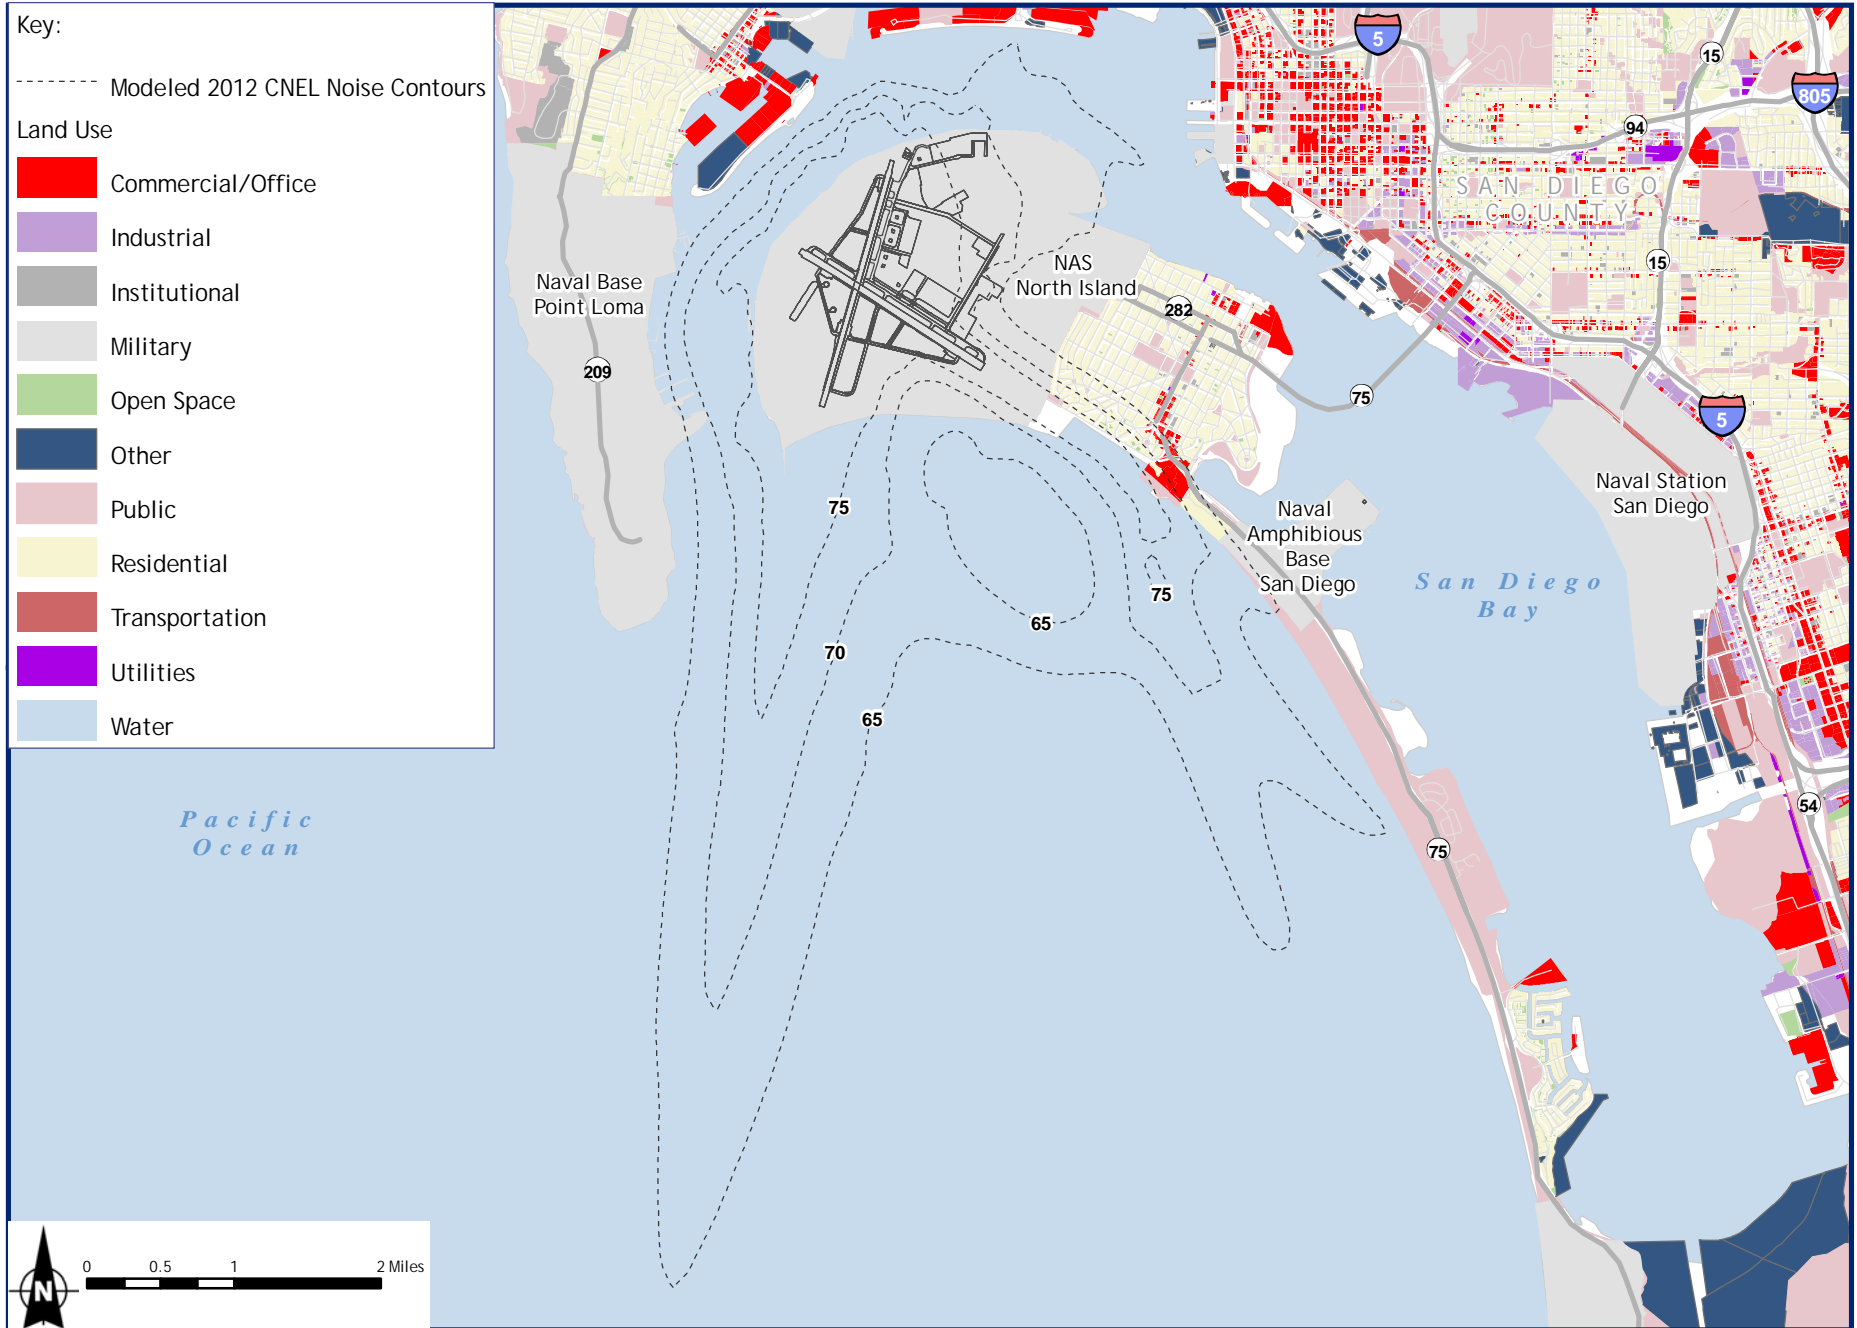 Key:
Modeled 2012 CNEL Noise Contours
Land Use
Commercial/Office
Industrial
Institutional
Military
Open Space
Other
Public
Residential
Transportation
Utilities
Water
5
15
805
94
SAN DIEGO
COUNTY
15
Naval Base
Point Loma
NAS
North Island
282
209
75
5
Naval Station
San Diego
75
Naval
Amphibious
Base
San Diego
San Diego
Bay
75
65
70
65
Pacific
Ocean
54
75
0 0.5 1 2 Miles
N